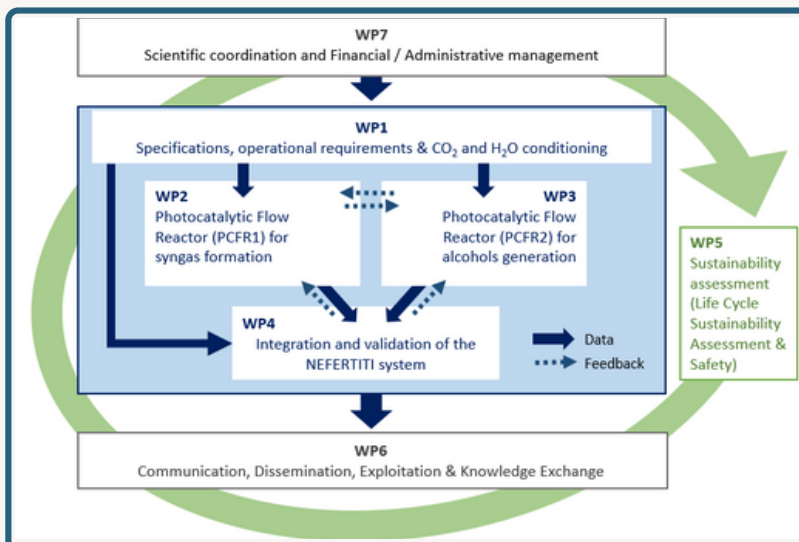 WP7
Scientific coordination and Financial / Administrative management
WP1
Specifications, operational requirements & CO₂ and H₂O conditioning
WP2
Photocatalytic Flow
Reactor (PCFR1) for
syngas formation
WP3
Photocatalytic Flow
Reactor (PCFR2) for
alcohols generation
WP5
Sustainability
assessment
(Life Cycle
Sustainability
Assessment &
Safety)
WP4
Integration and validation of the
NEFERTITI system
Data
Feedback
WP6
Communication, Dissemination, Exploitation & Knowledge Exchange